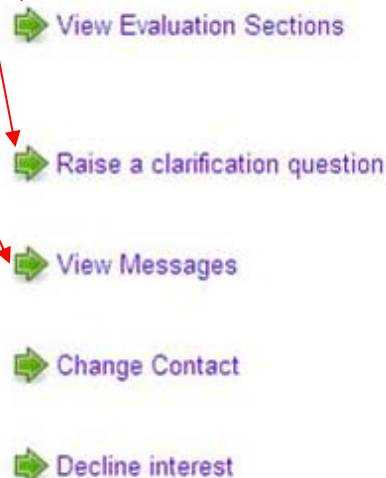 View Evaluation Sections
Raise a clarification question
View Messages
Change Contact
Decline interest